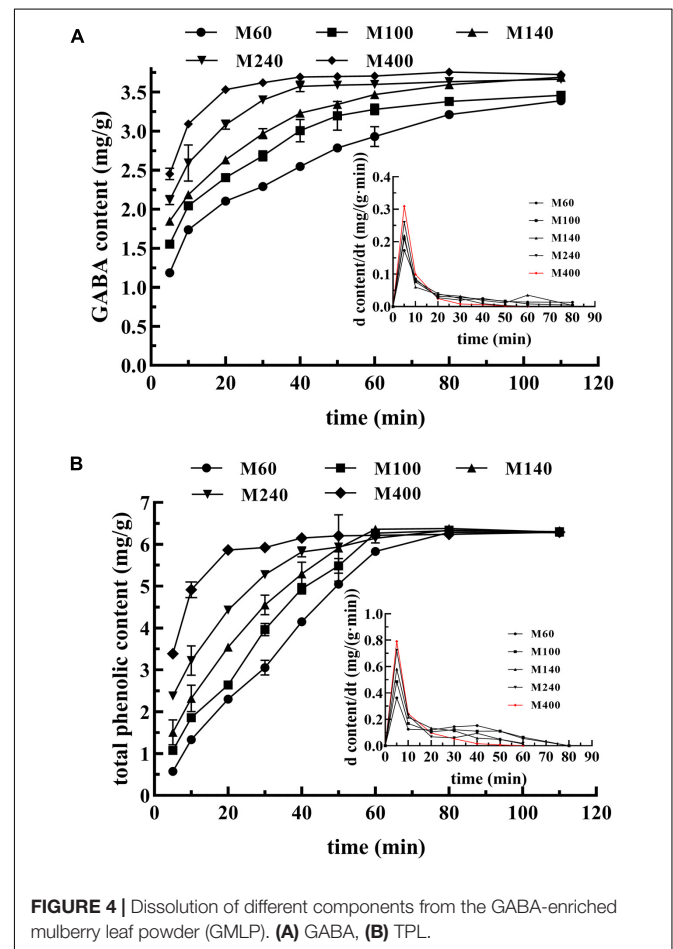 A
M60 M100 M140
M240 M400
GABA content (mg/g)
3.5
3.0
2.5
2.0
1.5
1.0
0.5
0.0
0 20 40 60 80 100 120
time (min)
d content/dt (mg/(g·min))
0.4
0.3
0.2
0.1
0.0
0 10 20 30 40 50 60 70 80 90
time (min)
M60
M100
M140
M240
M400
B
M60 M100 M140
M240 M400
total phenolic content (mg/g)
7
6
5
4
3
2
1
0
0 20 40 60 80 100 120
time (min)
d content/dt (mg/(g·min))
1.0
0.8
0.6
0.4
0.2
0.0
0 10 20 30 40 50 60 70 80 90
time (min)
M60
M100
M140
M240
M400
FIGURE 4 | Dissolution of different components from the GABA-enriched
mulberry leaf powder (GMLP). (A) GABA, (B) TPL.